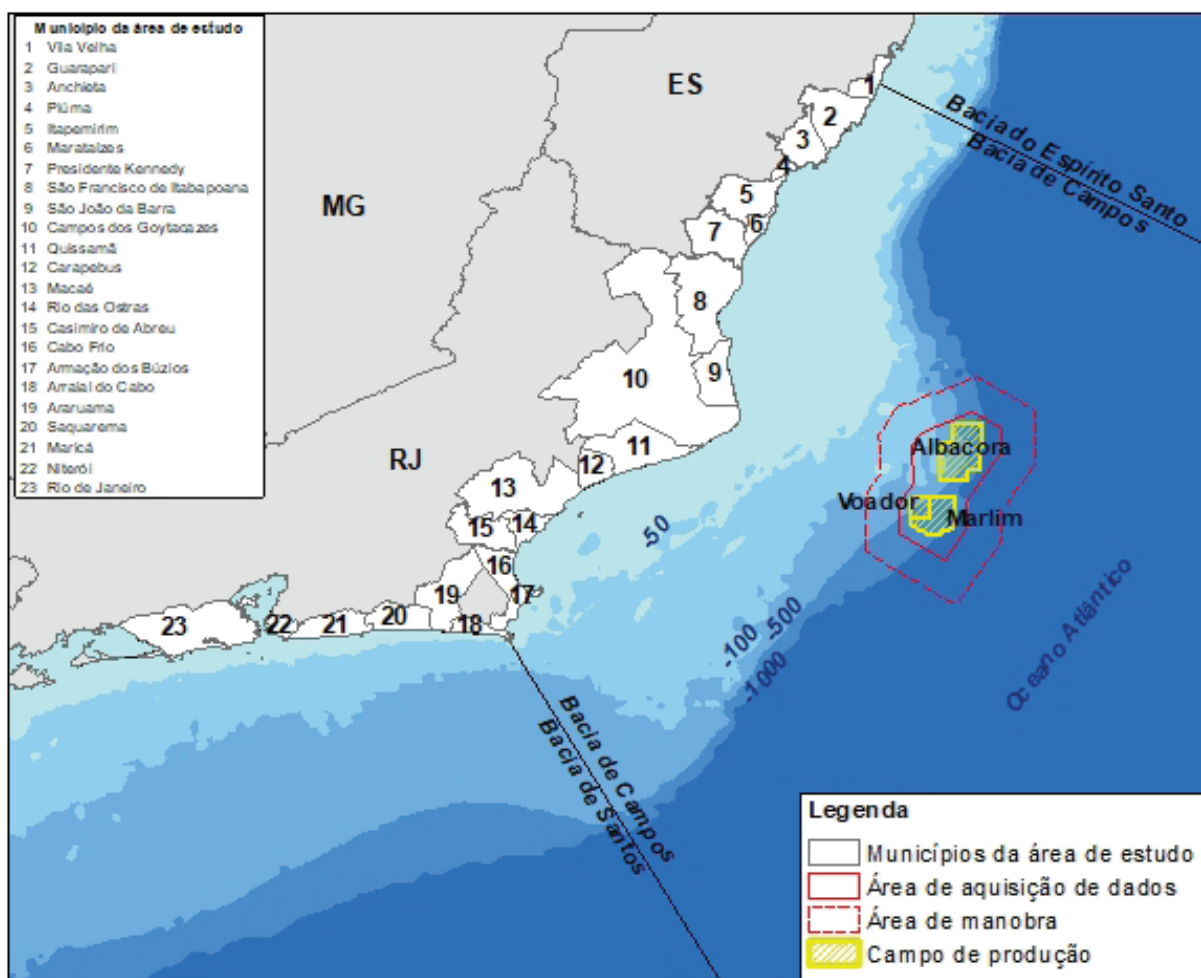 Município da área de estudo
1 Vila Velha
2 Guarapari
3 Anchieta
4 Piúma
5 Itapemirim
6 Marataízes
7 Presidente Kennedy
8 São Francisco de Itabapoana
9 São João da Barra
10 Campos dos Goytacazes
11 Quissamã
12 Carapebus
13 Macaé
14 Rio das Ostras
15 Casimiro de Abreu
16 Cabo Frio
17 Armação dos Búzios
18 Arraial do Cabo
19 Araruama
20 Saquarema
21 Maricá
22 Niterói
23 Rio de Janeiro
ES
MG
RJ
1
2
3
4
5
6
7
8
9
10
11
12
13
14
15
16
17
18
19
20
21
22
23
Bacia do Espírito Santo
Bacia de Campos
Albacora
Voador
Marlim
-50
-100
-500
-1000
Oceano Atlântico
Bacia de Campos
Bacia de Santos
Legenda
Municípios da área de estudo
Área de aquisição de dados
Área de manobra
Campo de produção